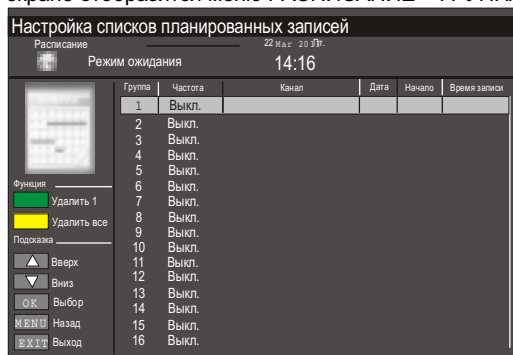 Настройка списков планированных записей
Расписание
22 Mar
Режим ожидания
14:16
Группа Частота Канал Дата Начало Время записи
1 Выкл.
2 Выкл.
3 Выкл.
4 Выкл.
5 Выкл.
6 Выкл.
7 Выкл.
8 Выкл.
9 Выкл.
10 Выкл.
11 Выкл.
12 Выкл.
13 Выкл.
14 Выкл.
15 Выкл.
16 Выкл.
Функция
Удалить 1
Удалить все
Подсказка
Вверх
Вниз
OK Выбор
MENU Назад
EXIT Выход